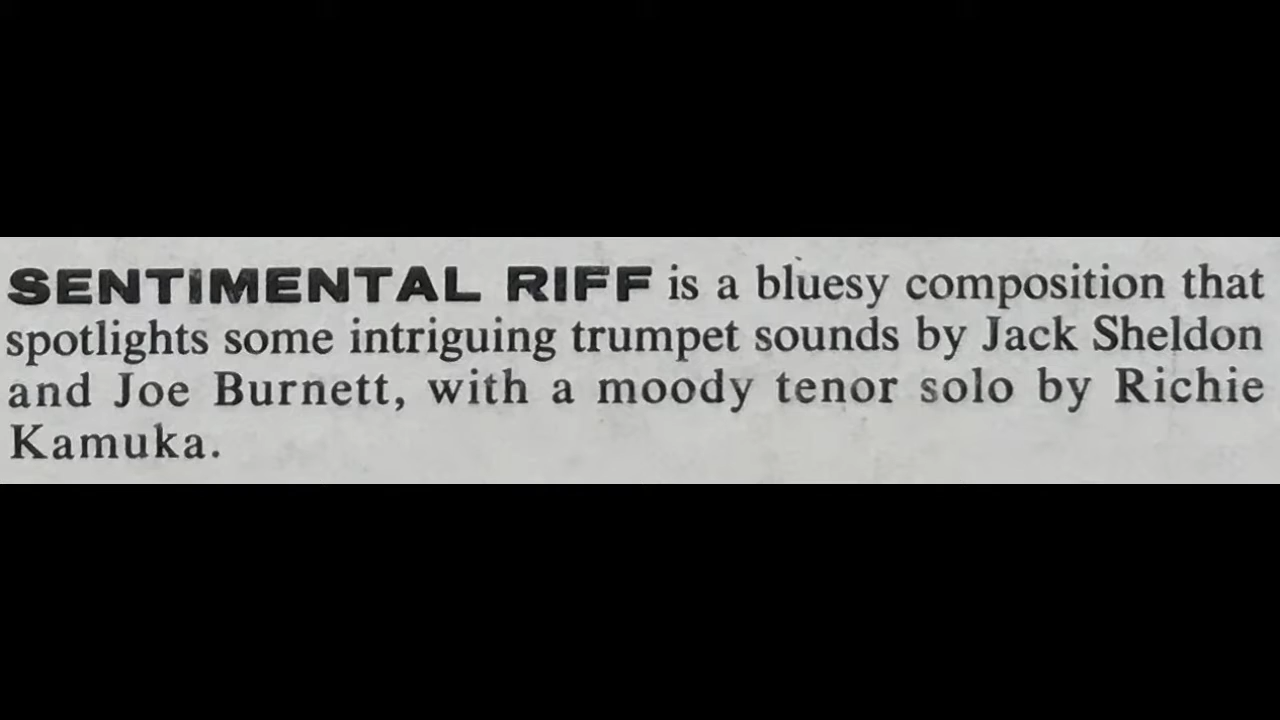 SENTIMENTAL RIFF is a bluesy composition that
spotlights some intriguing trumpet sounds by Jack Sheldon
and Joe Burnett, with a moody tenor solo by Richie
Kamuka.